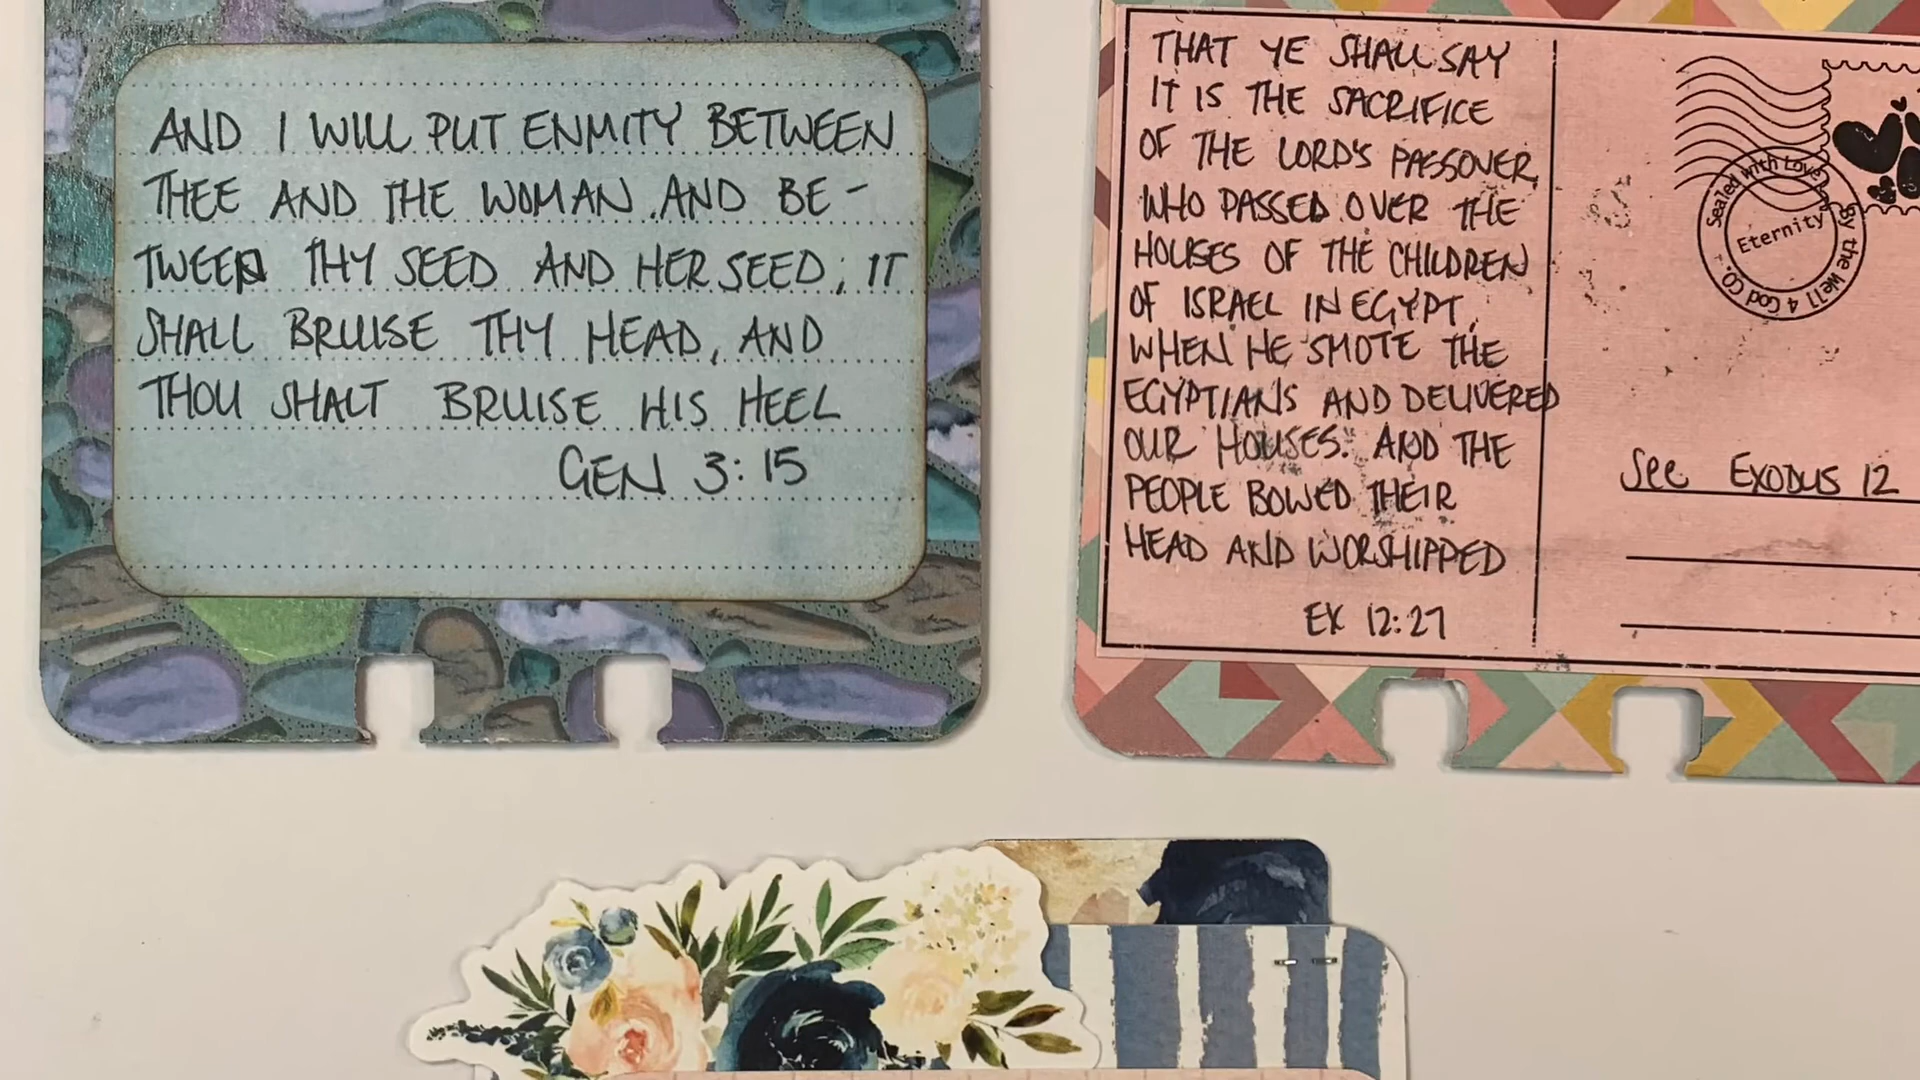 AND I WILL PUT ENMITY BETWEEN
THEE AND THE WOMAN. AND BE-
TWEEN THY SEED AND HER SEED; IT
SHALL BRUISE THY HEAD, AND
THOU SHALT BRUISE HIS HEEL
GEN 3:15
THAT YE SHALL SAY
IT IS THE SACRIFICE
OF THE LORD'S PASSOVER
WHO PASSED OVER THE
HOUSES OF THE CHILDREN
OF ISRAEL IN EGYPT,
WHEN HE SMOTE THE
EGYPTIANS AND DELIVERED
OUR HOUSES. AND THE
PEOPLE BOWED THEIR
HEAD AND WORSHIPPED
EX 12:27
Sealed with Love
By the Well 4 God CO.
Eternity
See EXODUS 12